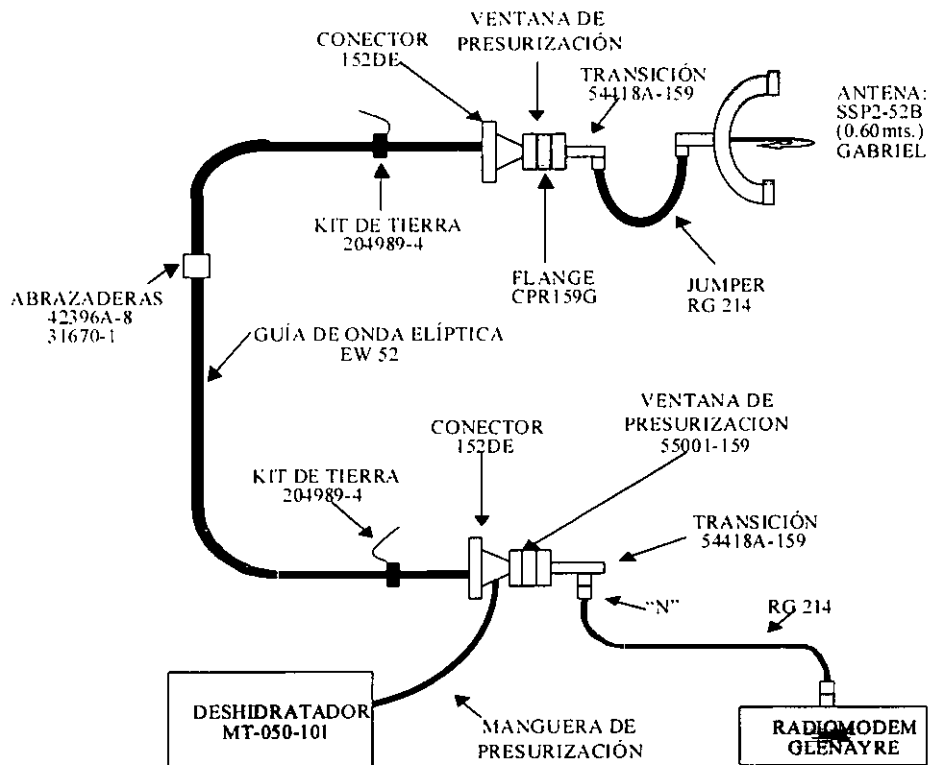 VENTANA DE
PRESURIZACIÓN
CONECTOR
152DE
TRANSICIÓN
54418A-159
ANTENA:
SSP2-52B
(0.60 mts.)
GABRIEL
KIT DE TIERRA
204989-4
FLANGE
CPR159G
JUMPER
RG 214
ABRAZADERAS
42396A-8
31670-1
GUÍA DE ONDA ELÍPTICA
EW 52
VENTANA DE
PRESURIZACION
55001-159
CONECTOR
152DE
KIT DE TIERRA
204989-4
TRANSICIÓN
54418A-159
"N"
RG 214
DESHIDRATADOR
MT-050-101
MANGUERA DE
PRESURIZACIÓN
RADIOMODEM
GLENAYRE